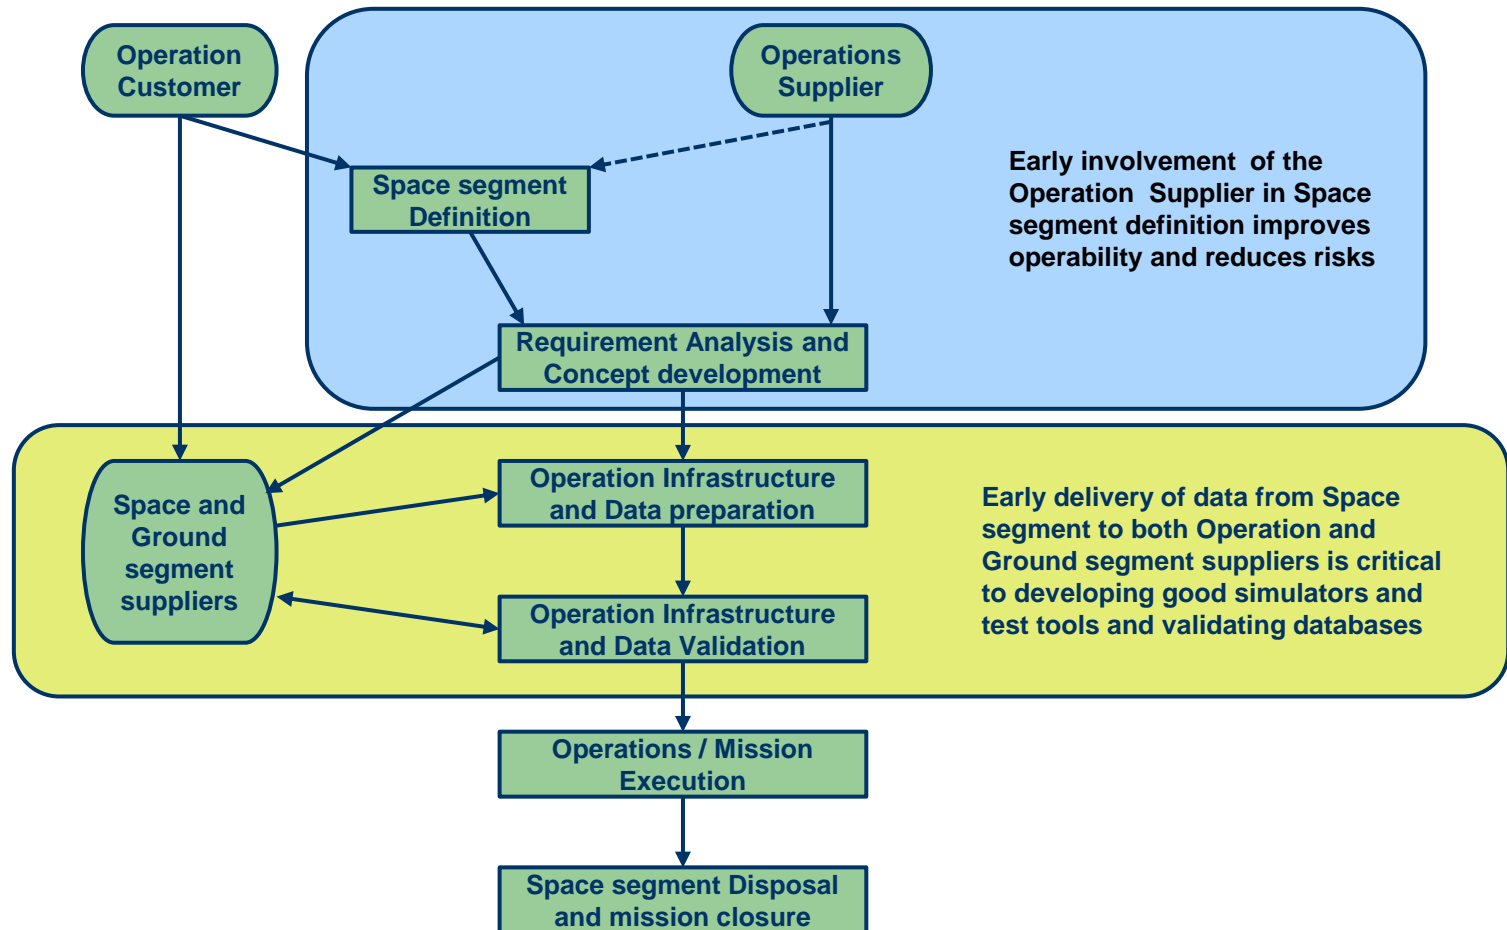 Operation
Customer
Operations
Supplier
Early involvement  of the
Operation  Supplier in Space
segment definition improves
operability and reduces risks
Space segment
Definition
Requirement Analysis and
Concept development
Space and
Ground
segment
suppliers
Operation Infrastructure
and Data preparation
Early delivery of data from Space
segment to both Operation and
Ground segment suppliers is critical
to developing good simulators and
test tools and validating databases
Operation Infrastructure
and Data Validation
Operations / Mission
Execution
Space segment Disposal
and mission closure